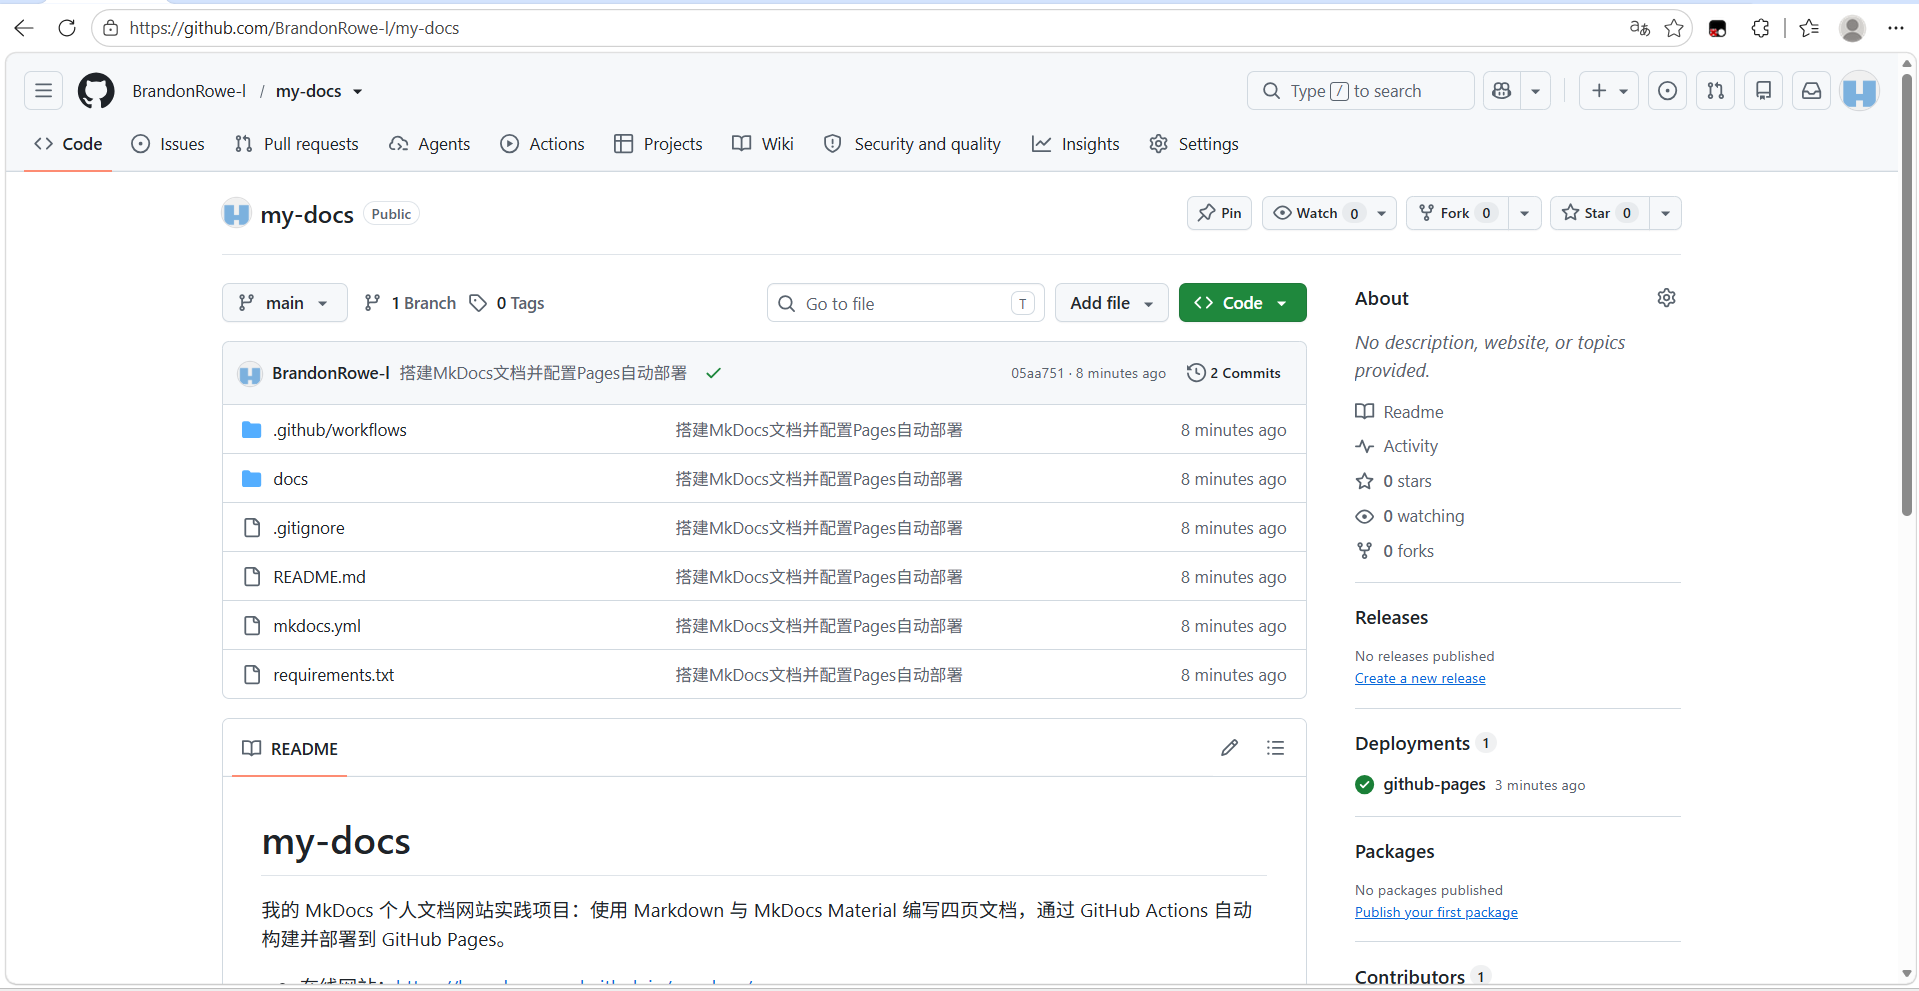 https://github.com/BrandonRowe-l/my-docs
BrandonRowe-l / my-docs
Type / to search
Code Issues Pull requests Agents Actions Projects Wiki Security and quality Insights Settings
my-docs Public
Pin Watch 0 Fork 0 Star 0
main 1 Branch 0 Tags Go to file T Add file Code
BrandonRowe-l 搭建MkDocs文档并配置Pages自动部署 05aa751 · 8 minutes ago 2 Commits
.github/workflows 搭建MkDocs文档并配置Pages自动部署 8 minutes ago
docs 搭建MkDocs文档并配置Pages自动部署 8 minutes ago
.gitignore 搭建MkDocs文档并配置Pages自动部署 8 minutes ago
README.md 搭建MkDocs文档并配置Pages自动部署 8 minutes ago
mkdocs.yml 搭建MkDocs文档并配置Pages自动部署 8 minutes ago
requirements.txt 搭建MkDocs文档并配置Pages自动部署 8 minutes ago
README
my-docs
我的 MkDocs 个人文档网站实践项目：使用 Markdown 与 MkDocs Material 编写四页文档，通过 GitHub Actions 自动
构建并部署到 GitHub Pages。
About
No description, website, or topics
provided.
Readme
Activity
0 stars
0 watching
0 forks
Releases
No releases published
Create a new release
Deployments 1
github-pages 3 minutes ago
Packages
No packages published
Publish your first package
Contributors 1